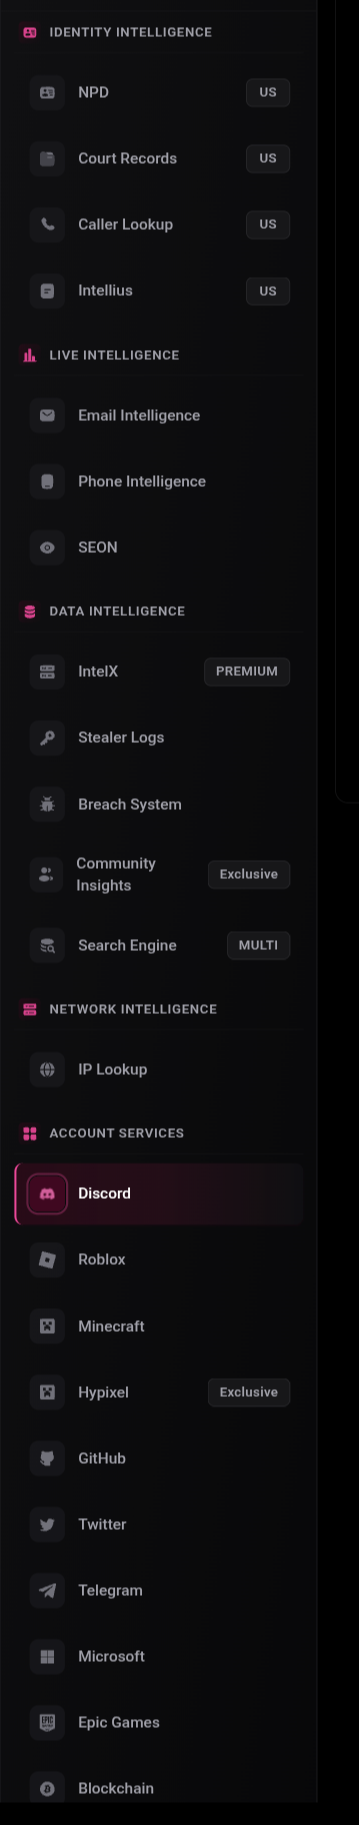 IDENTITY INTELLIGENCE
NPD
US
Court Records
US
Caller Lookup
US
Intellius
US
LIVE INTELLIGENCE
Email Intelligence
Phone Intelligence
SEON
DATA INTELLIGENCE
IntelX
PREMIUM
Stealer Logs
Breach System
Community
Insights
Exclusive
Search Engine
MULTI
NETWORK INTELLIGENCE
IP Lookup
ACCOUNT SERVICES
Discord
Roblox
Minecraft
Hypixel
Exclusive
GitHub
Twitter
Telegram
Microsoft
Epic Games
Blockchain